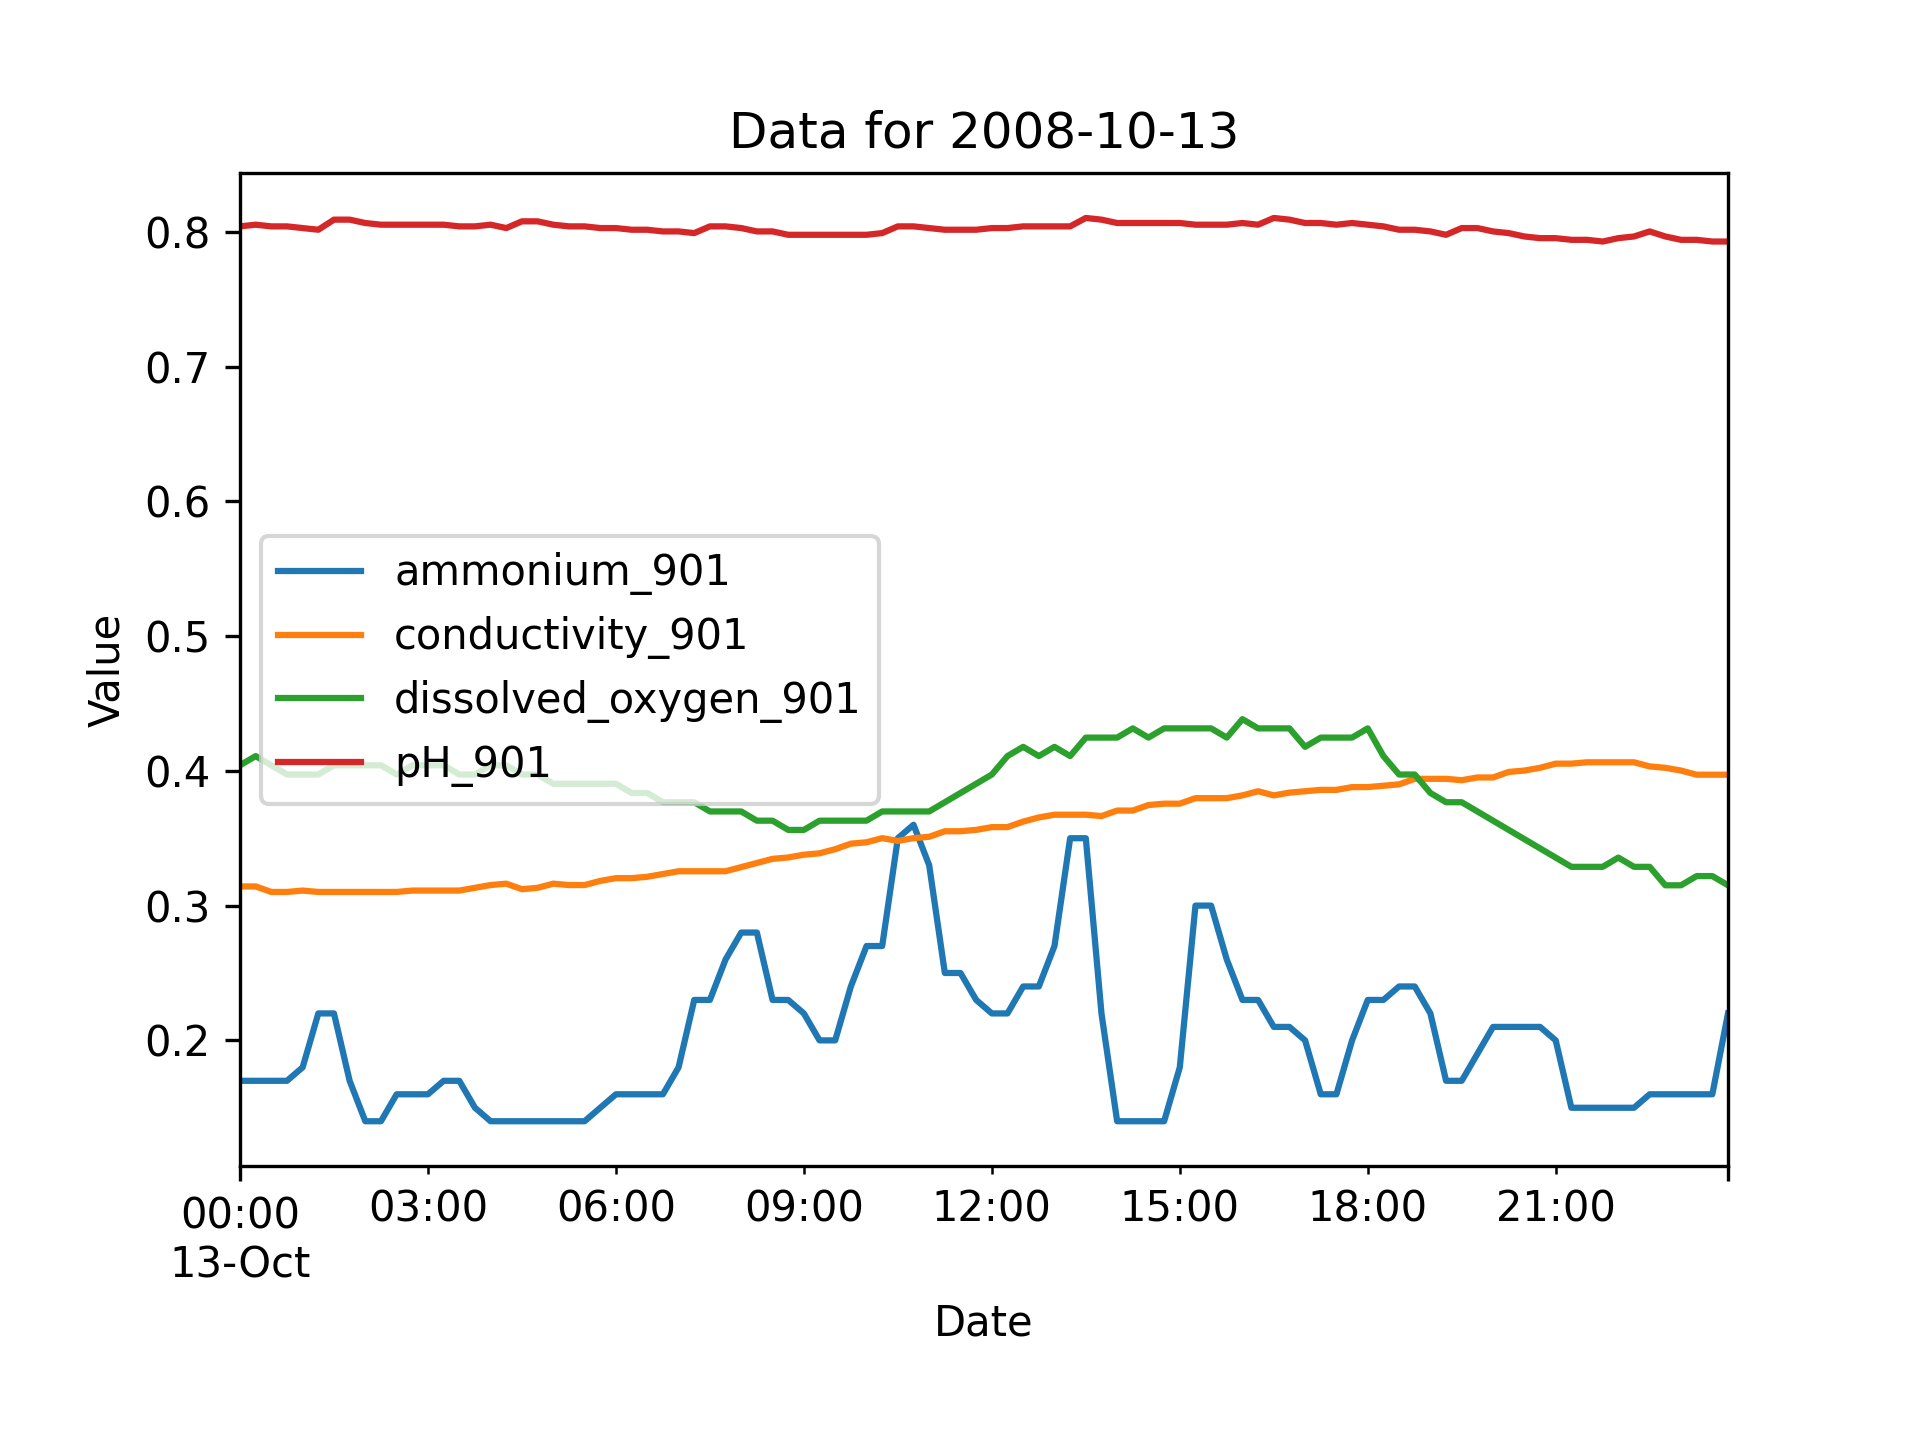 Data for 2008-10-13
0.8
0.7
0.6
0.5
0.4
0.3
0.2
Value
ammonium_901
conductivity_901
dissolved_oxygen_901
pH_901
00:00 03:00 06:00 09:00 12:00 15:00 18:00 21:00
13-Oct
Date